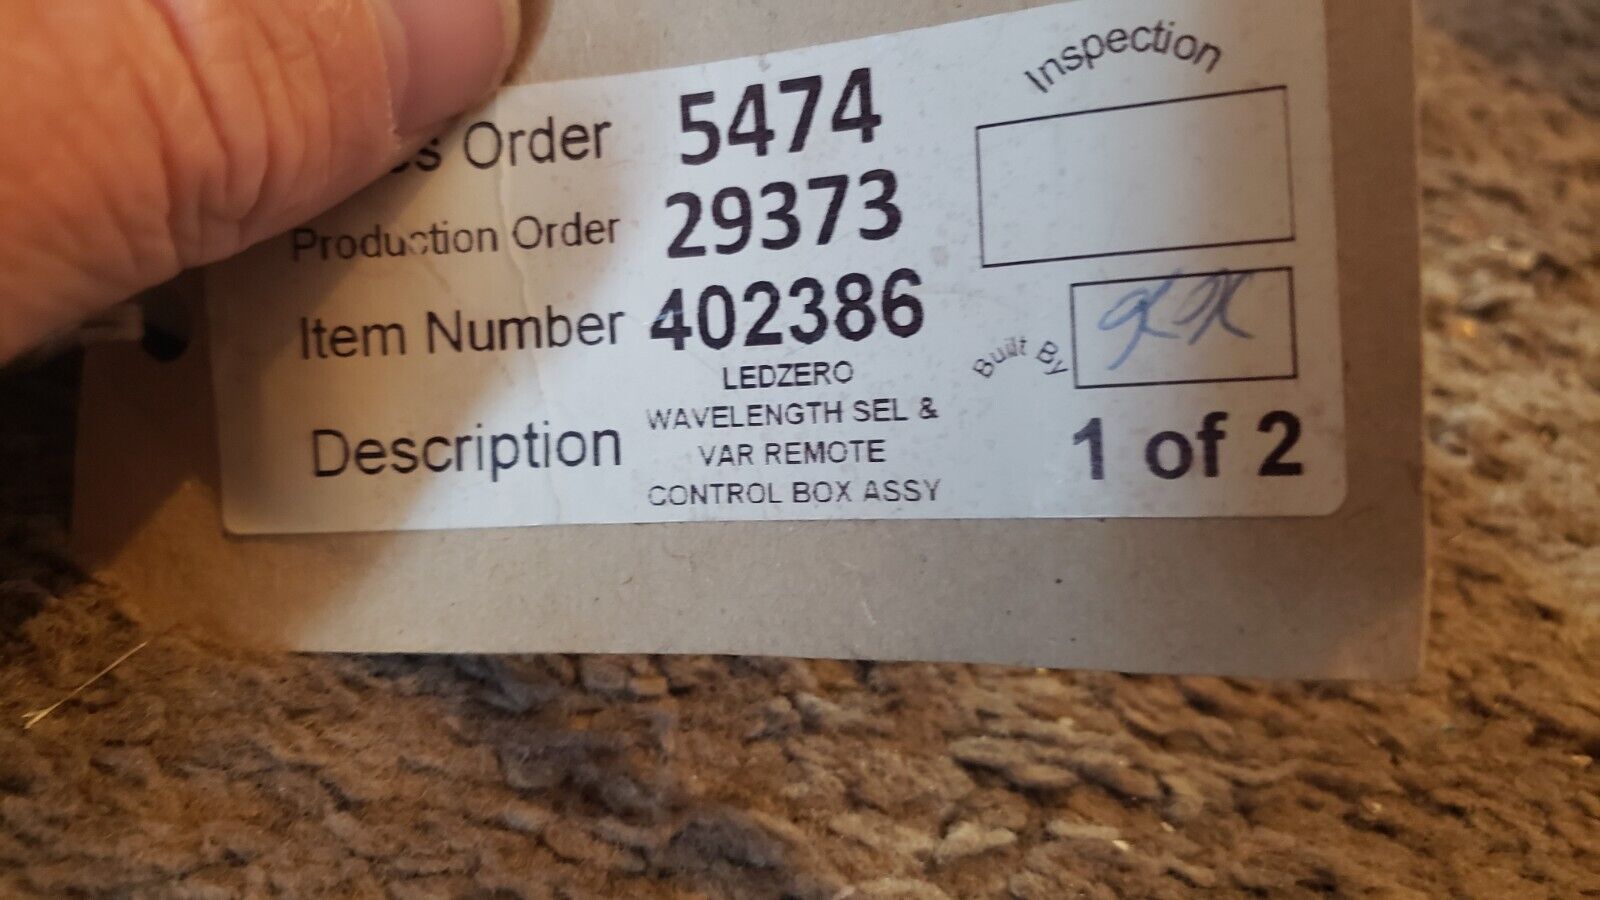 Order 5474
Production Order 29373
Item Number 402386
Description LEDZERO
WAVELENGTH SEL &
VAR REMOTE
CONTROL BOX ASSY
Inspection
Built By
1 of 2